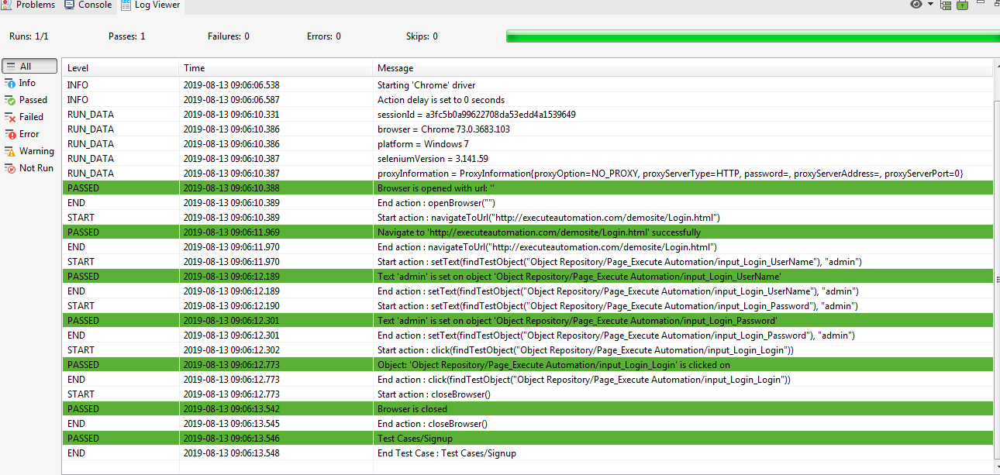 Problems Console Log Viewer
Runs: 1/1 Passes: 1 Failures: 0 Errors: 0 Skips: 0
All
Info
Passed
Failed
Error
Warning
Not Run
Level Time Message
INFO 2019-08-13 09:06:06.538 Starting 'Chrome' driver
INFO 2019-08-13 09:06:06.587 Action delay is set to 0 seconds
RUN_DATA 2019-08-13 09:06:10.331 sessionId = a3fc5b0a99622708da53edd4a1539649
RUN_DATA 2019-08-13 09:06:10.386 browser = Chrome 73.0.3683.103
RUN_DATA 2019-08-13 09:06:10.386 platform = Windows 7
RUN_DATA 2019-08-13 09:06:10.387 seleniumVersion = 3.141.59
RUN_DATA 2019-08-13 09:06:10.387 proxyInformation = ProxyInformation{proxyOption=NO_PROXY, proxyServerType=HTTP, password=, proxyServerAddress=, proxyServerPort=0}
PASSED 2019-08-13 09:06:10.388 Browser is opened with url: ''
END 2019-08-13 09:06:10.389 End action : openBrowser("")
START 2019-08-13 09:06:10.389 Start action : navigateToUrl("http://executeautomation.com/demosite/Login.html")
PASSED 2019-08-13 09:06:11.969 Navigate to 'http://executeautomation.com/demosite/Login.html' successfully
END 2019-08-13 09:06:11.970 End action : navigateToUrl("http://executeautomation.com/demosite/Login.html")
START 2019-08-13 09:06:11.970 Start action : setText(findTestObject("Object Repository/Page_Execute Automation/input_Login_UserName"), "admin")
PASSED 2019-08-13 09:06:12.189 Text 'admin' is set on object 'Object Repository/Page_Execute Automation/input_Login_UserName'
END 2019-08-13 09:06:12.189 End action : setText(findTestObject("Object Repository/Page_Execute Automation/input_Login_UserName"), "admin")
START 2019-08-13 09:06:12.190 Start action : setText(findTestObject("Object Repository/Page_Execute Automation/input_Login_Password"), "admin")
PASSED 2019-08-13 09:06:12.301 Text 'admin' is set on object 'Object Repository/Page_Execute Automation/input_Login_Password'
END 2019-08-13 09:06:12.301 End action : setText(findTestObject("Object Repository/Page_Execute Automation/input_Login_Password"), "admin")
START 2019-08-13 09:06:12.302 Start action : click(findTestObject("Object Repository/Page_Execute Automation/input_Login_Login"))
PASSED 2019-08-13 09:06:12.773 Object: 'Object Repository/Page_Execute Automation/input_Login_Login' is clicked on
END 2019-08-13 09:06:12.773 End action : click(findTestObject("Object Repository/Page_Execute Automation/input_Login_Login"))
START 2019-08-13 09:06:12.773 Start action : closeBrowser()
PASSED 2019-08-13 09:06:13.542 Browser is closed
END 2019-08-13 09:06:13.545 End action : closeBrowser()
PASSED 2019-08-13 09:06:13.546 Test Cases/Signup
END 2019-08-13 09:06:13.548 End Test Case : Test Cases/Signup